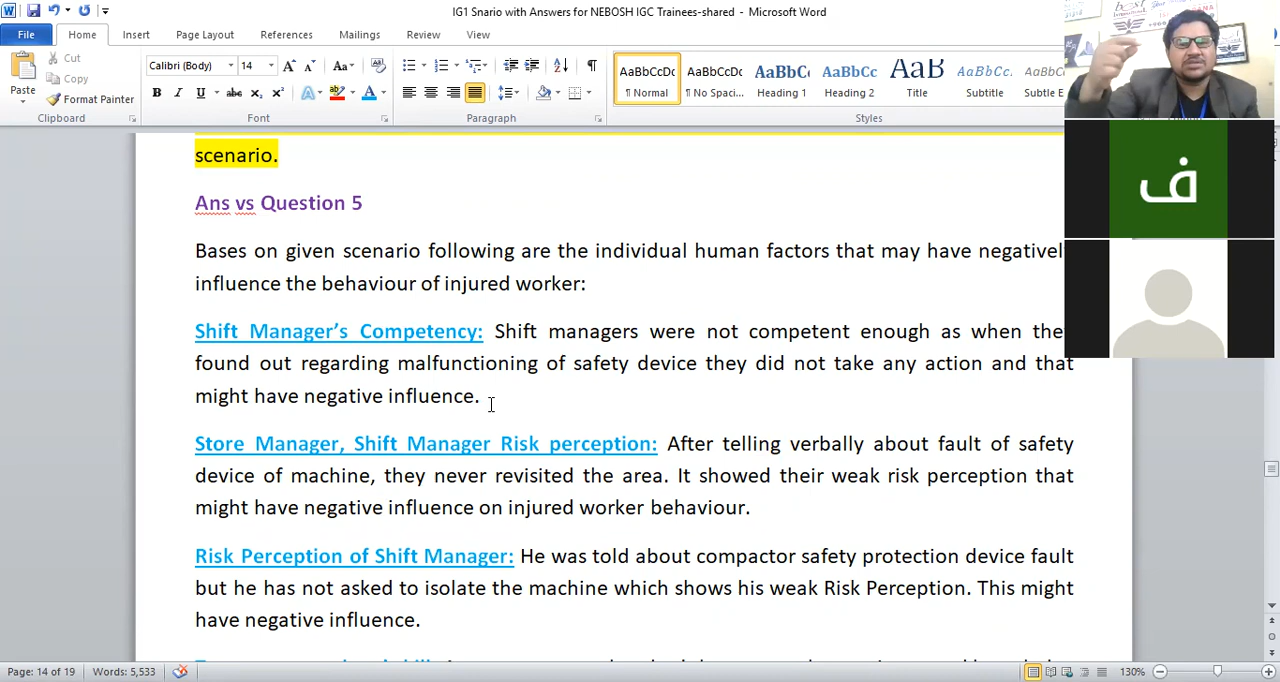 IG1 Snario with Answers for NEBOSH IGC Trainees-shared - Microsoft Word
File Home Insert Page Layout References Mailings Review View
Paste
Cut
Copy
Format Painter
Calibri (Body) 14
AaBbCcDc AaBbCcDc AaBbCc AaBbCc AaB AaBbCc.
¶ Normal ¶ No Spaci... Heading 1 Heading 2 Title Subtitle Subtle E
Clipboard Font Paragraph Styles
ف
scenario.
Ans vs Question 5
Bases on given scenario following are the individual human factors that may have negativel
influence the behaviour of injured worker:
Shift Manager's Competency: Shift managers were not competent enough as when the
found out regarding malfunctioning of safety device they did not take any action and that
might have negative influence.
Store Manager, Shift Manager Risk perception: After telling verbally about fault of safety
device of machine, they never revisited the area. It showed their weak risk perception that
might have negative influence on injured worker behaviour.
Risk Perception of Shift Manager: He was told about compactor safety protection device fault
but he has not asked to isolate the machine which shows his weak Risk Perception. This might
have negative influence.
Page: 14 of 19 Words: 5,533 130%